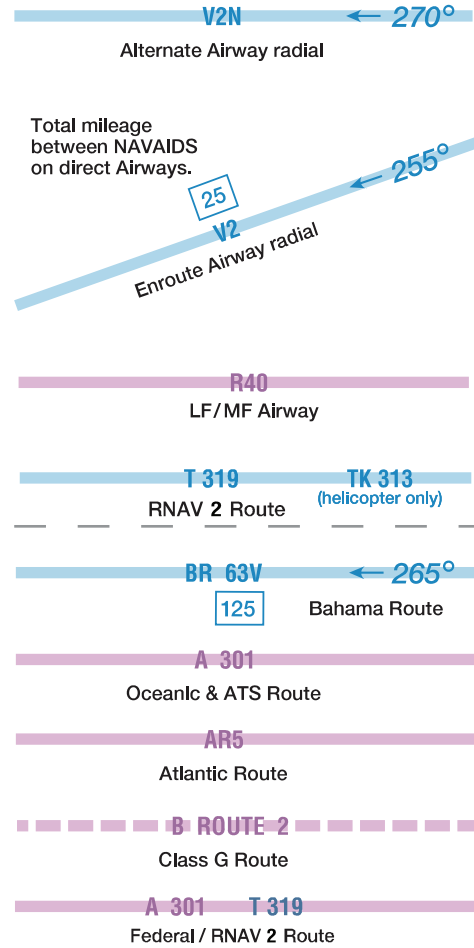 V2N ← 270°
Alternate Airway radial
Total mileage
between NAVAIDS
on direct Airways.
← 255°
25
V2
Enroute Airway radial
R40
LF/MF Airway
T 319 TK 313
RNAV 2 Route (helicopter only)
BR 63V ← 265°
125 Bahama Route
A 301
Oceanic & ATS Route
AR5
Atlantic Route
B ROUTE 2
Class G Route
A 301 T 319
Federal / RNAV 2 Route